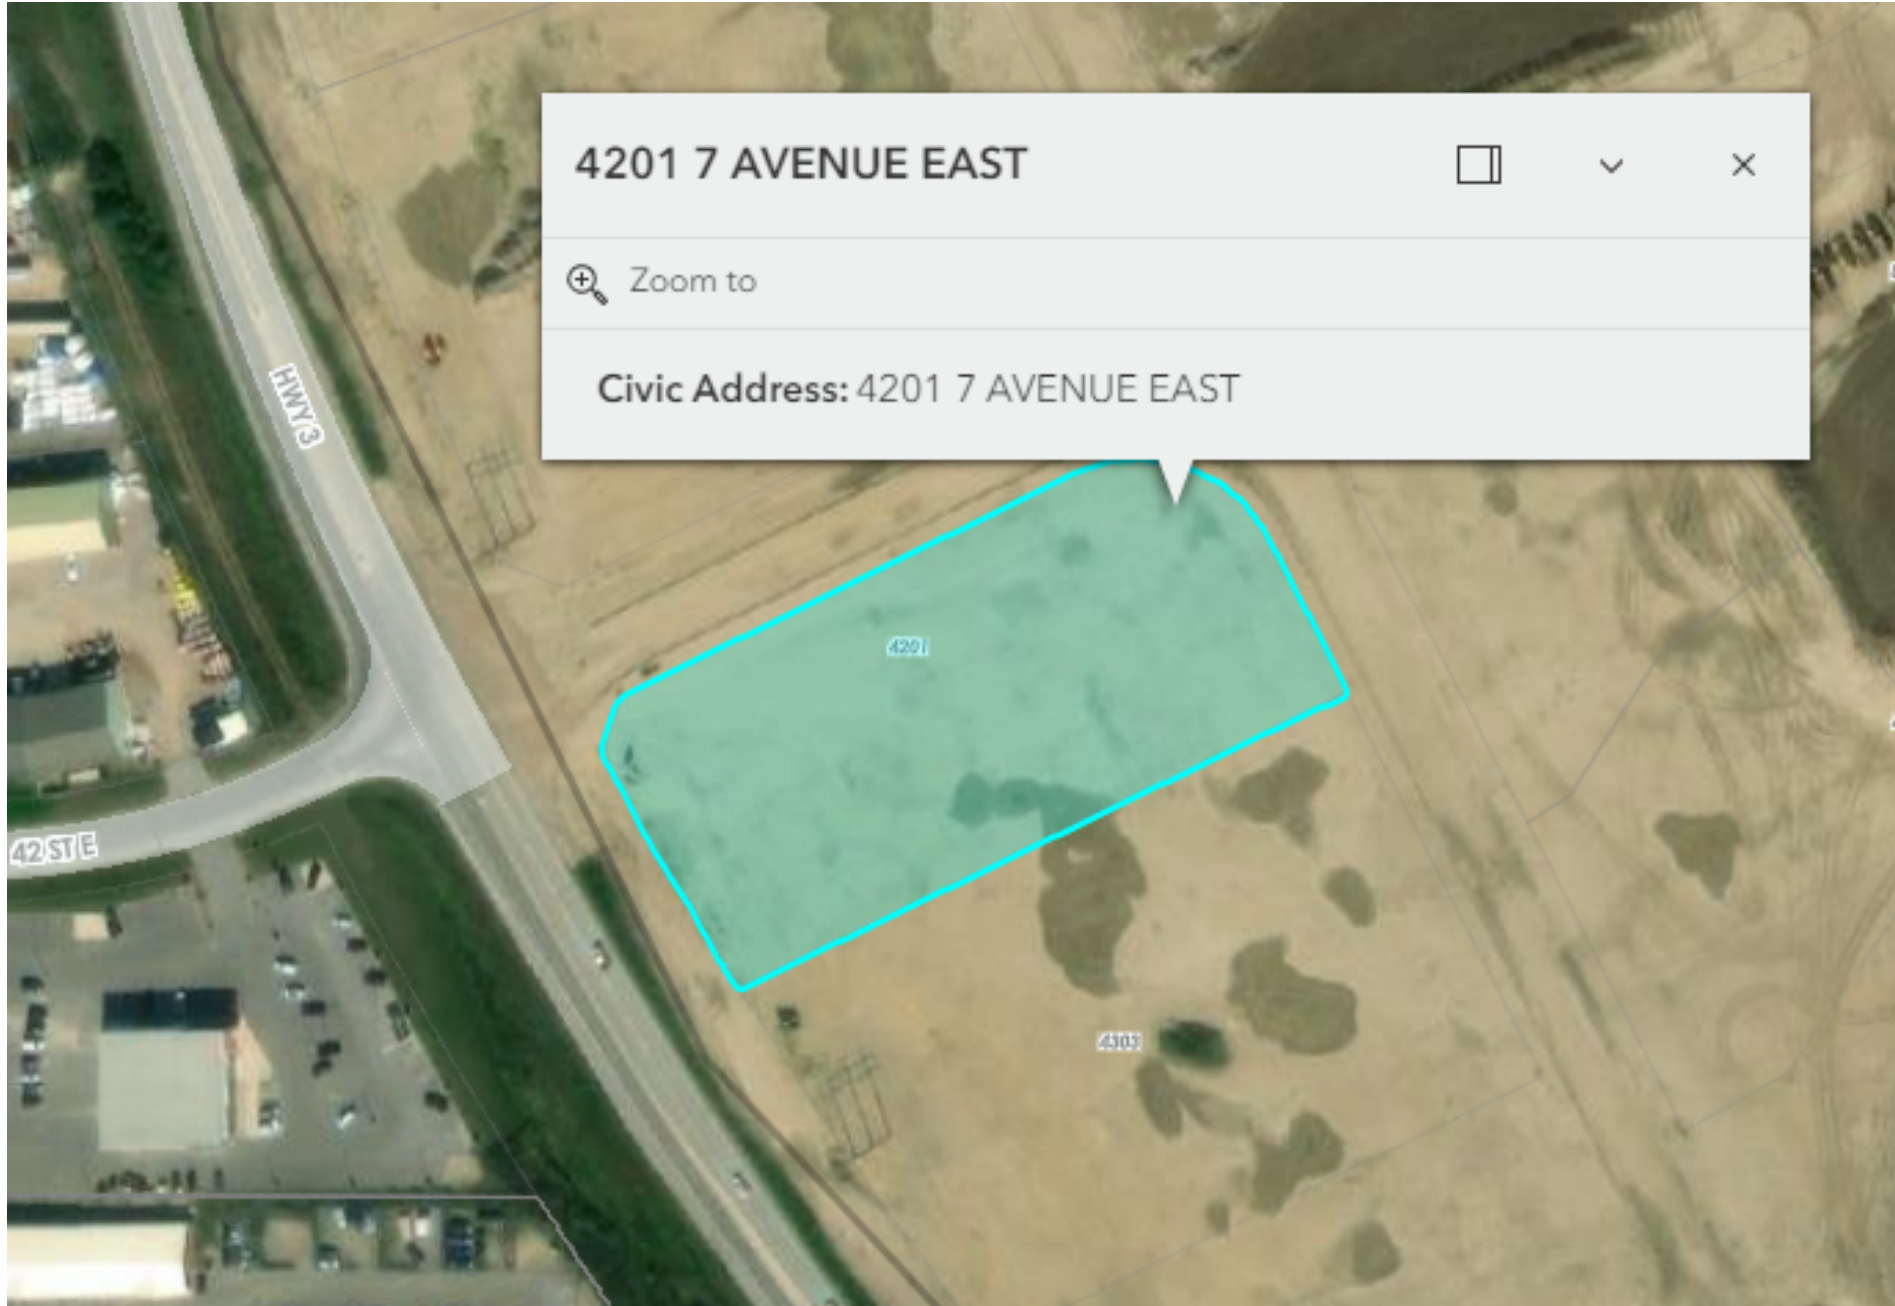 4201 7 AVENUE EAST
Zoom to
Civic Address: 4201 7 AVENUE EAST
HWY 3
4201
42 ST E
4303